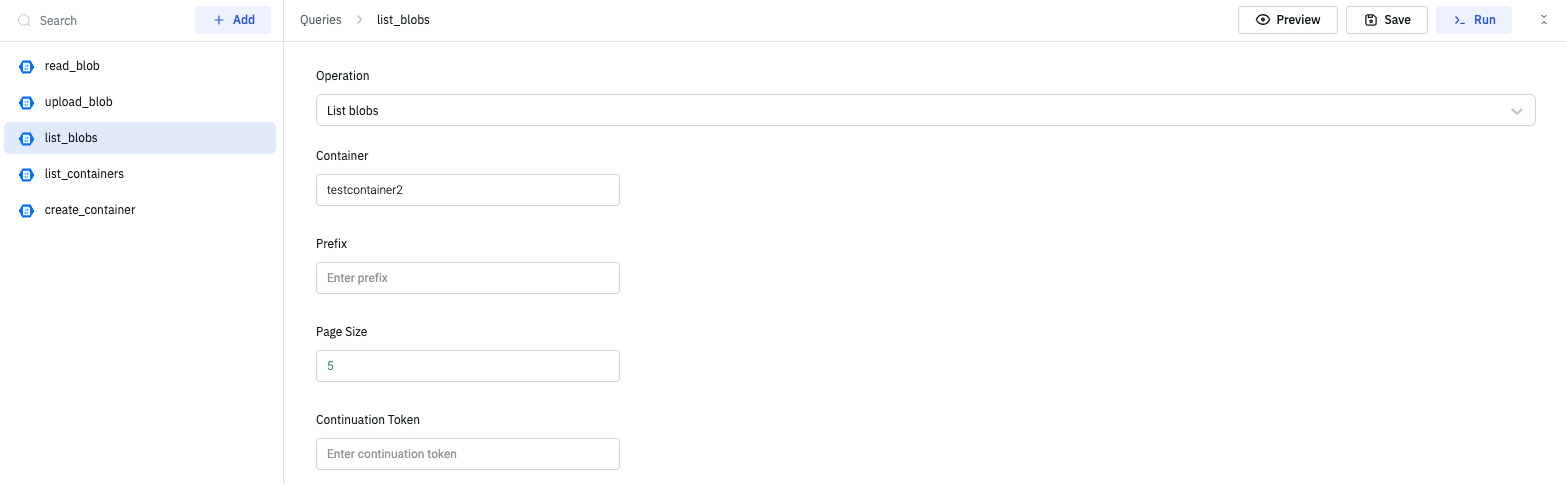 Search
+ Add
Queries > list_blobs
Preview
Save
>_ Run
read_blob
upload_blob
list_blobs
list_containers
create_container
Operation
List blobs
Container
testcontainer2
Prefix
Enter prefix
Page Size
5
Continuation Token
Enter continuation token